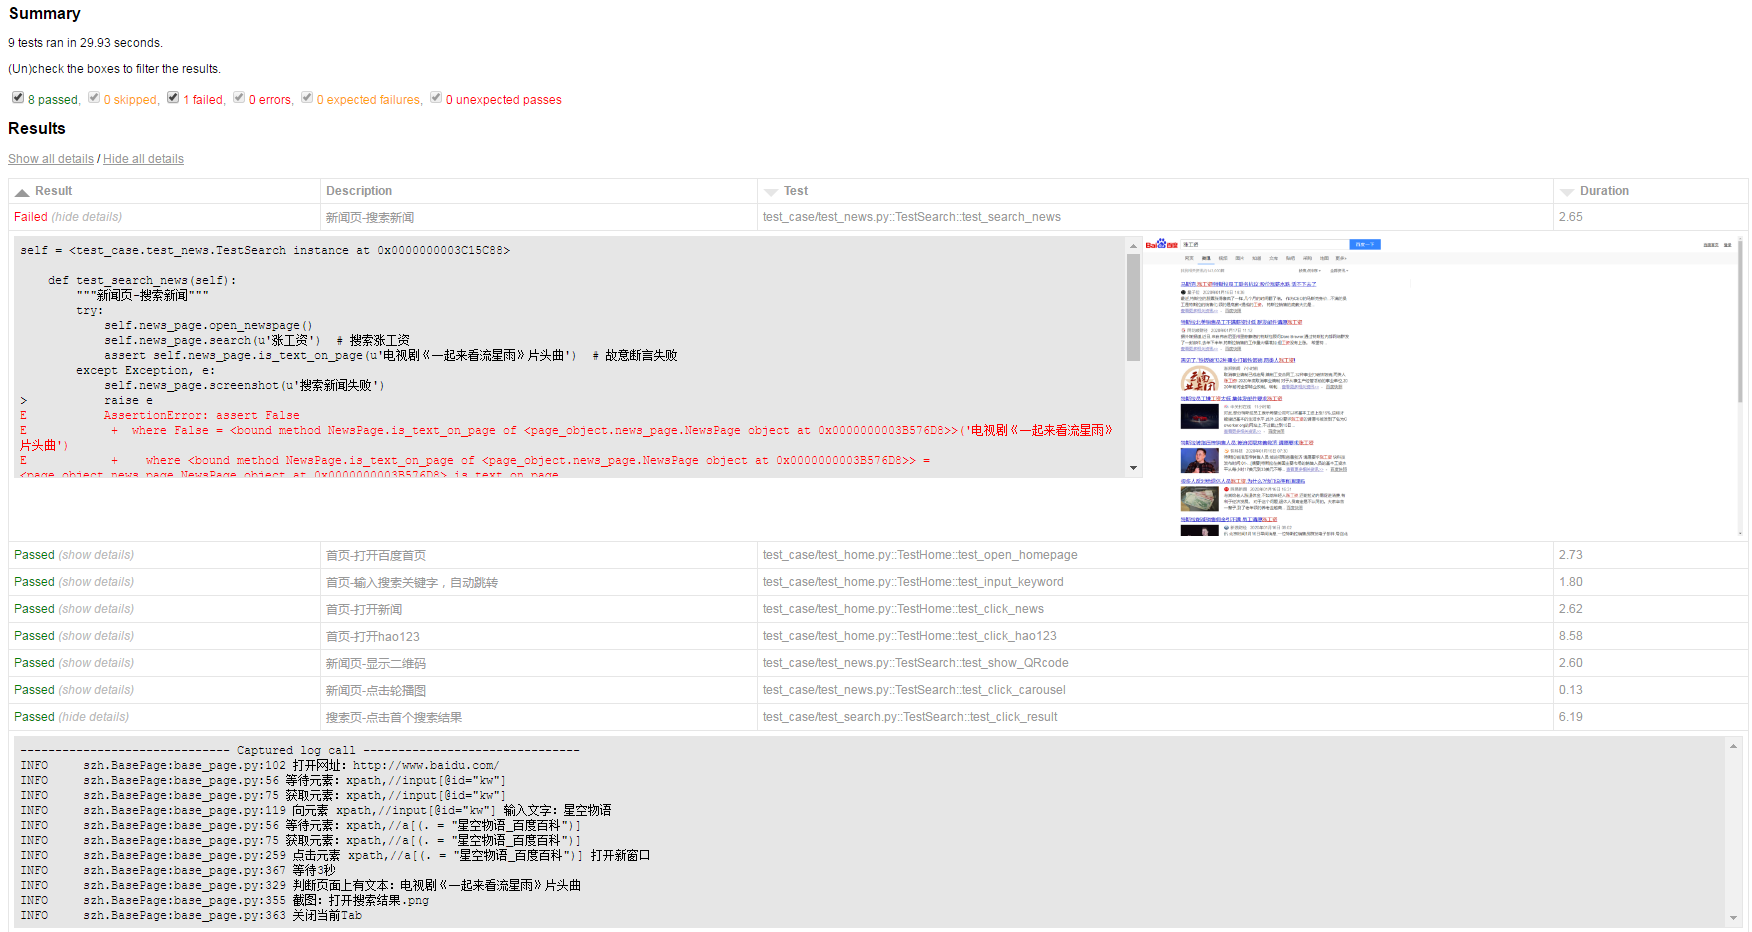 Summary
9 tests ran in 29.93 seconds.
(Un)check the boxes to filter the results.
8 passed, 0 skipped, 1 failed, 0 errors, 0 expected failures, 0 unexpected passes
Results
Show all details / Hide all details
Result Description Test Duration
Failed (hide details) 新闻页-搜索新闻 test_case/test_news.py::TestSearch::test_search_news 2.65
self = <test_case.test_news.TestSearch instance at 0x0000000003C15C88>
def test_search_news(self):
"""新闻页-搜索新闻"""
try:
self.news_page.open_newspage()
self.news_page.search(u'涨工资')  # 搜索涨工资
assert self.news_page.is_text_on_page(u'电视剧《一起来看流星雨》片头曲')  # 故意断言失败
except Exception, e:
self.news_page.screenshot(u'搜索新闻失败')
>           raise e
E           AssertionError: assert False
E            +  where False = <bound method NewsPage.is_text_on_page of <page_object.news_page.NewsPage object at 0x0000000003B576D8>>('电视剧《一起来看流星雨》
片头曲')
E            +    where <bound method NewsPage.is_text_on_page of <page_object.news_page.NewsPage object at 0x0000000003B576D8>> =
<page_object.news_page.NewsPage object at 0x0000000003B576D8>.is_text_on_page
Bai 百度 涨工资 百度一下
Passed (show details) 首页-打开百度首页 test_case/test_home.py::TestHome::test_open_homepage 2.73
Passed (show details) 首页-输入搜索关键字，自动跳转 test_case/test_home.py::TestHome::test_input_keyword 1.80
Passed (show details) 首页-打开新闻 test_case/test_home.py::TestHome::test_click_news 2.62
Passed (show details) 首页-打开hao123 test_case/test_home.py::TestHome::test_click_hao123 8.58
Passed (show details) 新闻页-显示二维码 test_case/test_news.py::TestSearch::test_show_QRcode 2.60
Passed (show details) 新闻页-点击轮播图 test_case/test_news.py::TestSearch::test_click_carousel 0.13
Passed (hide details) 搜索页-点击首个搜索结果 test_case/test_search.py::TestSearch::test_click_result 6.19
------------------------------ Captured log call -------------------------------
INFO     szh.BasePage:base_page.py:102 打开网址：http://www.baidu.com/
INFO     szh.BasePage:base_page.py:56 等待元素：xpath,//input[@id="kw"]
INFO     szh.BasePage:base_page.py:75 获取元素：xpath,//input[@id="kw"]
INFO     szh.BasePage:base_page.py:119 向元素 xpath,//input[@id="kw"] 输入文字：星空物语
INFO     szh.BasePage:base_page.py:56 等待元素：xpath,//a[(. = "星空物语_百度百科")]
INFO     szh.BasePage:base_page.py:75 获取元素：xpath,//a[(. = "星空物语_百度百科")]
INFO     szh.BasePage:base_page.py:259 点击元素 xpath,//a[(. = "星空物语_百度百科")] 打开新窗口
INFO     szh.BasePage:base_page.py:367 等待3秒
INFO     szh.BasePage:base_page.py:329 判断页面上有文本：电视剧《一起来看流星雨》片头曲
INFO     szh.BasePage:base_page.py:355 截图：打开搜索结果.png
INFO     szh.BasePage:base_page.py:363 关闭当前Tab